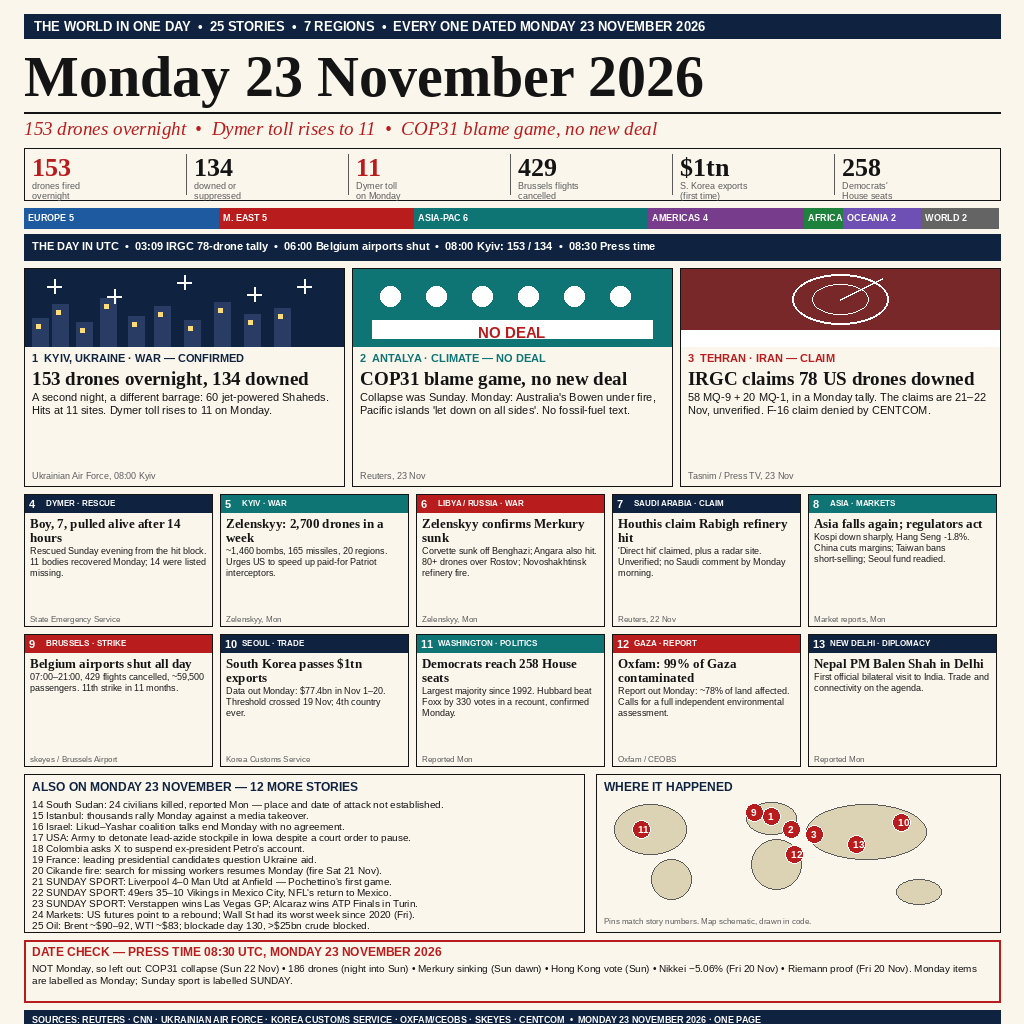 THE WORLD IN ONE DAY • 25 STORIES • 7 REGIONS • EVERY ONE DATED MONDAY 23 NOVEMBER 2026
Monday 23 November 2026
153 drones overnight • Dymer toll rises to 11 • COP31 blame game, no new deal
153
drones fired
overnight
134
downed or
suppressed
11
Dymer toll
on Monday
429
Brussels flights
cancelled
$1tn
S. Korea exports
(first time)
258
Democrats'
House seats
EUROPE 5
M. EAST 5
ASIA-PAC 6
AMERICAS 4
AFRICA
OCEANIA 2
WORLD 2
THE DAY IN UTC • 03:09 IRGC 78-drone tally • 06:00 Belgium airports shut • 08:00 Kyiv: 153 / 134 • 08:30 Press time
1 KYIV, UKRAINE · WAR — CONFIRMED
153 drones overnight, 134 downed
A second night, a different barrage: 60 jet-powered Shaheds.
Hits at 11 sites. Dymer toll rises to 11 on Monday.
Ukrainian Air Force, 08:00 Kyiv
NO DEAL
2 ANTALYA · CLIMATE — NO DEAL
COP31 blame game, no new deal
Collapse was Sunday. Monday: Australia's Bowen under fire,
Pacific islands 'let down on all sides'. No fossil-fuel text.
Reuters, 23 Nov
3 TEHRAN · IRAN — CLAIM
IRGC claims 78 US drones downed
58 MQ-9 + 20 MQ-1, in a Monday tally. The claims are 21–22
Nov, unverified. F-16 claim denied by CENTCOM.
Tasnim / Press TV, 23 Nov
4 DYMER · RESCUE
Boy, 7, pulled alive after 14
hours
Rescued Sunday evening from the hit block.
11 bodies recovered Monday; 14 were listed
missing.
State Emergency Service
5 KYIV · WAR
Zelenskyy: 2,700 drones in a
week
~1,460 bombs, 165 missiles, 20 regions.
Urges US to speed up paid-for Patriot
interceptors.
Zelenskyy, Mon
6 LIBYA / RUSSIA · WAR
Zelenskyy confirms Merkury
sunk
Corvette sunk off Benghazi; Angara also hit.
80+ drones over Rostov; Novoshakhtinsk
refinery fire.
Zelenskyy, Mon
7 SAUDI ARABIA · CLAIM
Houthis claim Rabigh refinery
hit
'Direct hit' claimed, plus a radar site.
Unverified; no Saudi comment by Monday
morning.
Reuters, 22 Nov
8 ASIA · MARKETS
Asia falls again; regulators act
Kospi down sharply, Hang Seng -1.8%.
China cuts margins; Taiwan bans
short-selling; Seoul fund readied.
Market reports, Mon
9 BRUSSELS · STRIKE
Belgium airports shut all day
07:00–21:00, 429 flights cancelled, ~59,500
passengers. 11th strike in 11 months.
skeyes / Brussels Airport
10 SEOUL · TRADE
South Korea passes $1tn
exports
Data out Monday: $77.4bn in Nov 1–20.
Threshold crossed 19 Nov; 4th country
ever.
Korea Customs Service
11 WASHINGTON · POLITICS
Democrats reach 258 House
seats
Largest majority since 1992. Hubbard beat
Foxx by 330 votes in a recount, confirmed
Monday.
Reported Mon
12 GAZA · REPORT
Oxfam: 99% of Gaza
contaminated
Report out Monday: ~78% of land affected.
Calls for a full independent environmental
assessment.
Oxfam / CEOBS
13 NEW DELHI · DIPLOMACY
Nepal PM Balen Shah in Delhi
First official bilateral visit to India. Trade and
connectivity on the agenda.
Reported Mon
ALSO ON MONDAY 23 NOVEMBER — 12 MORE STORIES
14 South Sudan: 24 civilians killed, reported Mon — place and date of attack not established.
15 Istanbul: thousands rally Monday against a media takeover.
16 Israel: Likud–Yashar coalition talks end Monday with no agreement.
17 USA: Army to detonate lead-azide stockpile in Iowa despite a court order to pause.
18 Colombia asks X to suspend ex-president Petro's account.
19 France: leading presidential candidates question Ukraine aid.
20 Cikande fire: search for missing workers resumes Monday (fire Sat 21 Nov).
21 SUNDAY SPORT: Liverpool 4–0 Man Utd at Anfield — Pochettino's first game.
22 SUNDAY SPORT: 49ers 35–10 Vikings in Mexico City, NFL's return to Mexico.
23 SUNDAY SPORT: Verstappen wins Las Vegas GP; Alcaraz wins ATP Finals in Turin.
24 Markets: US futures point to a rebound; Wall St had its worst week since 2020 (Fri).
25 Oil: Brent ~$90–92, WTI ~$83; blockade day 130, >$25bn crude blocked.
WHERE IT HAPPENED
11
9
1
2
3
10
13
12
Pins match story numbers. Map schematic, drawn in code.
DATE CHECK — PRESS TIME 08:30 UTC, MONDAY 23 NOVEMBER 2026
NOT Monday, so left out: COP31 collapse (Sun 22 Nov) • 186 drones (night into Sun) • Merkury sinking (Sun dawn) • Hong Kong vote (Sun) • Nikkei −5.06% (Fri 20 Nov) • Riemann proof (Fri 20 Nov). Monday items
are labelled as Monday; Sunday sport is labelled SUNDAY.
SOURCES: REUTERS · CNN · UKRAINIAN AIR FORCE · KOREA CUSTOMS SERVICE · OXFAM/CEOBS · SKEYES · CENTCOM • MONDAY 23 NOVEMBER 2026 · ONE PAGE